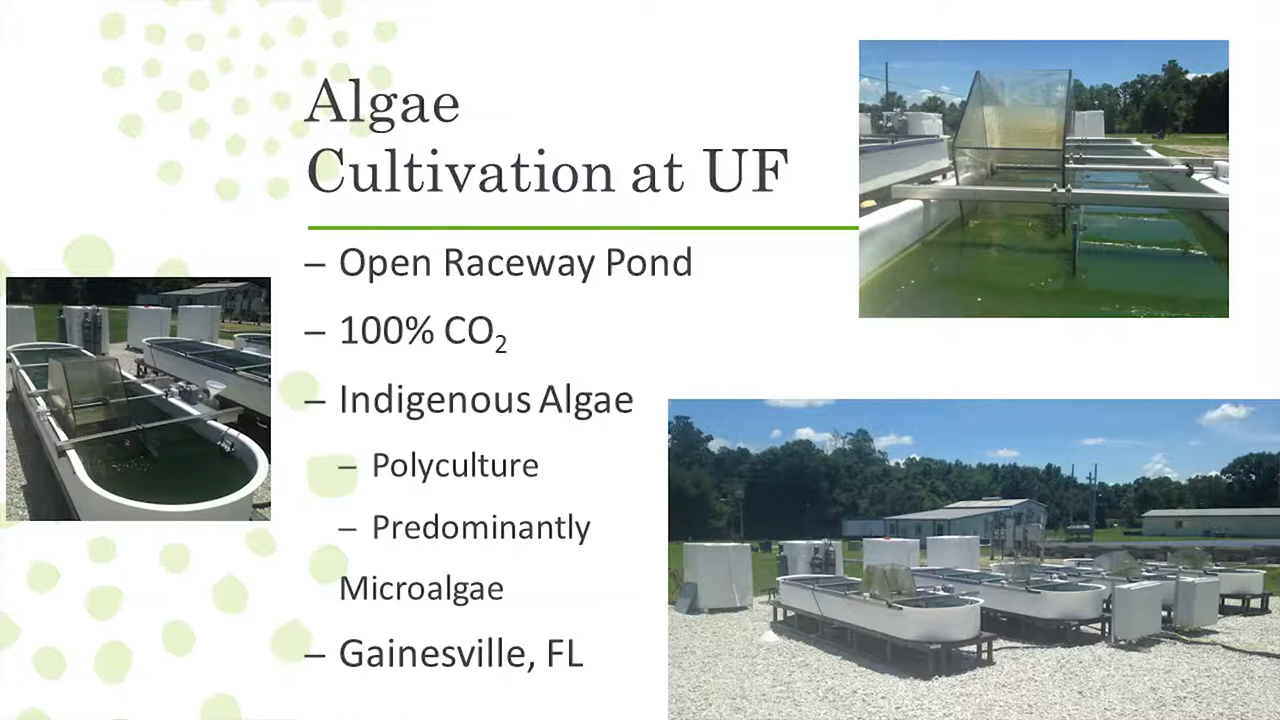 Algae
Cultivation at UF
– Open Raceway Pond
– 100% CO₂
– Indigenous Algae
– Polyculture
– Predominantly
Microalgae
– Gainesville, FL